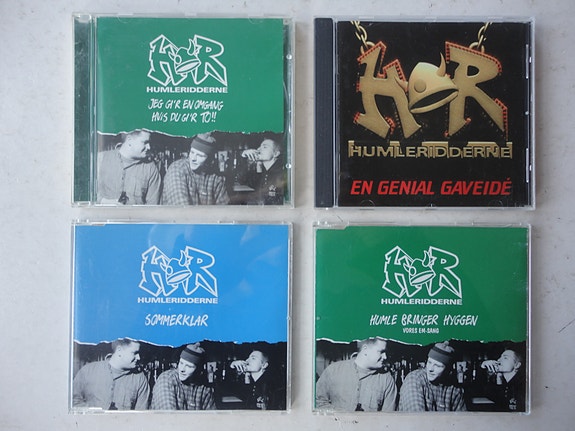 HR
HUMLERIDDERNE
JEG GI'R EN OMGANG
HVIS DU GI'R TO!!
HR
HUMLERIDDERNE
EN GENIAL GAVEIDÉ
HR
HUMLERIDDERNE
SOMMERKLAR
HR
HUMLERIDDERNE
HUMLE BRINGER HYGGEN
VORES EM-SANG